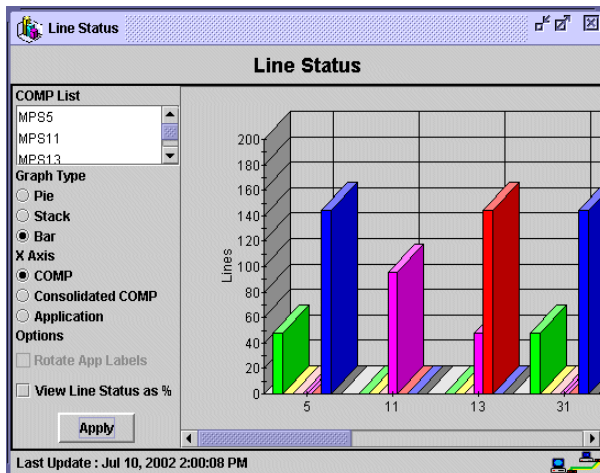 Line Status
Line Status
COMP List
MPS5
MPS11
MPS13
Graph Type
Pie
Stack
Bar
X Axis
COMP
Consolidated COMP
Application
Options
Rotate App Labels
View Line Status as %
Apply
Lines
200
180
160
140
120
100
80
60
40
20
0
5
11
13
31
Last Update : Jul 10, 2002 2:00:08 PM